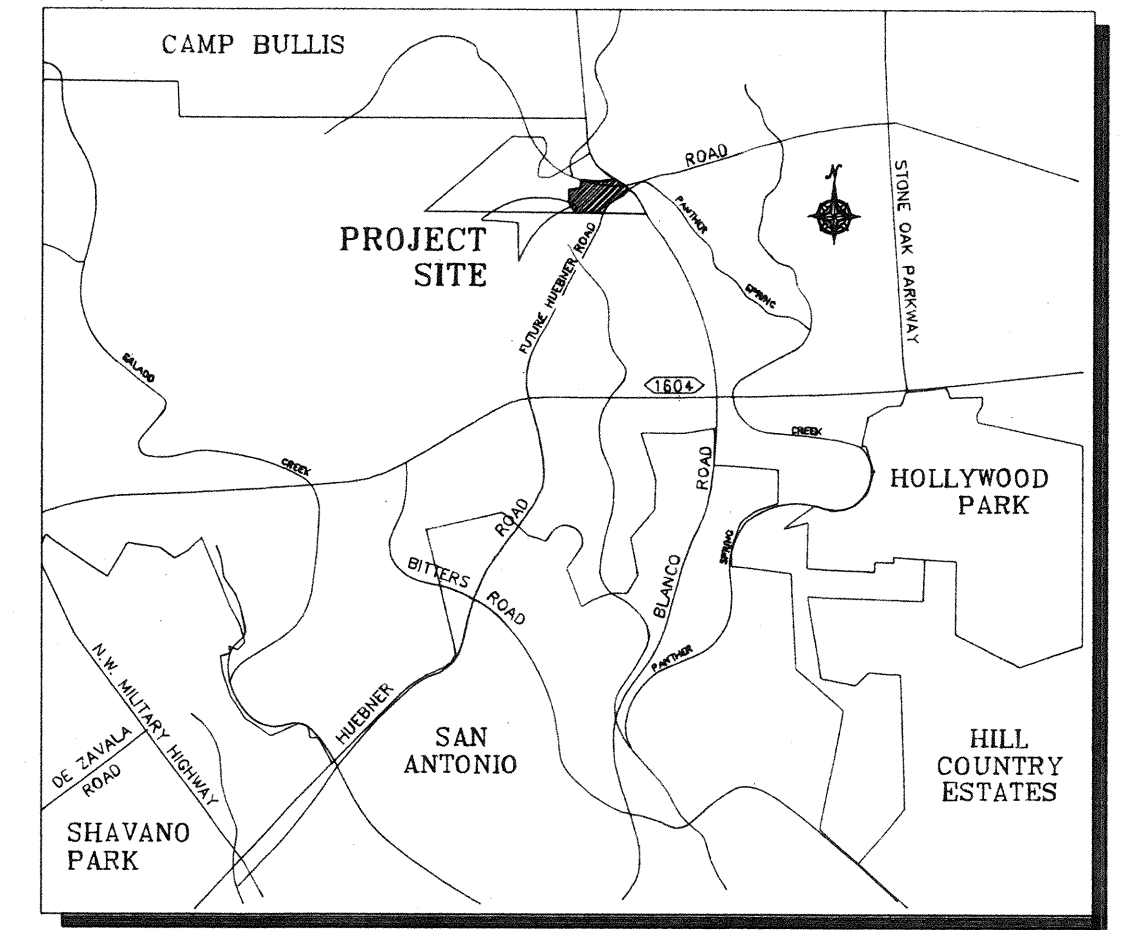 CAMP BULLIS
ROAD
N
STONE OAK PARKWAY
PANTHER
SPRING
PROJECT
SITE
FUTURE HUEBNER ROAD
SALADO
1604
CREEK
CREEK
ROAD
HOLLYWOOD
PARK
ROAD
SPRING
BITTERS
ROAD
BLANCO
PANTHER
N.W. MILITARY HIGHWAY
HUEBNER
DE ZAVALA
ROAD
SAN
ANTONIO
HILL
COUNTRY
ESTATES
SHAVANO
PARK